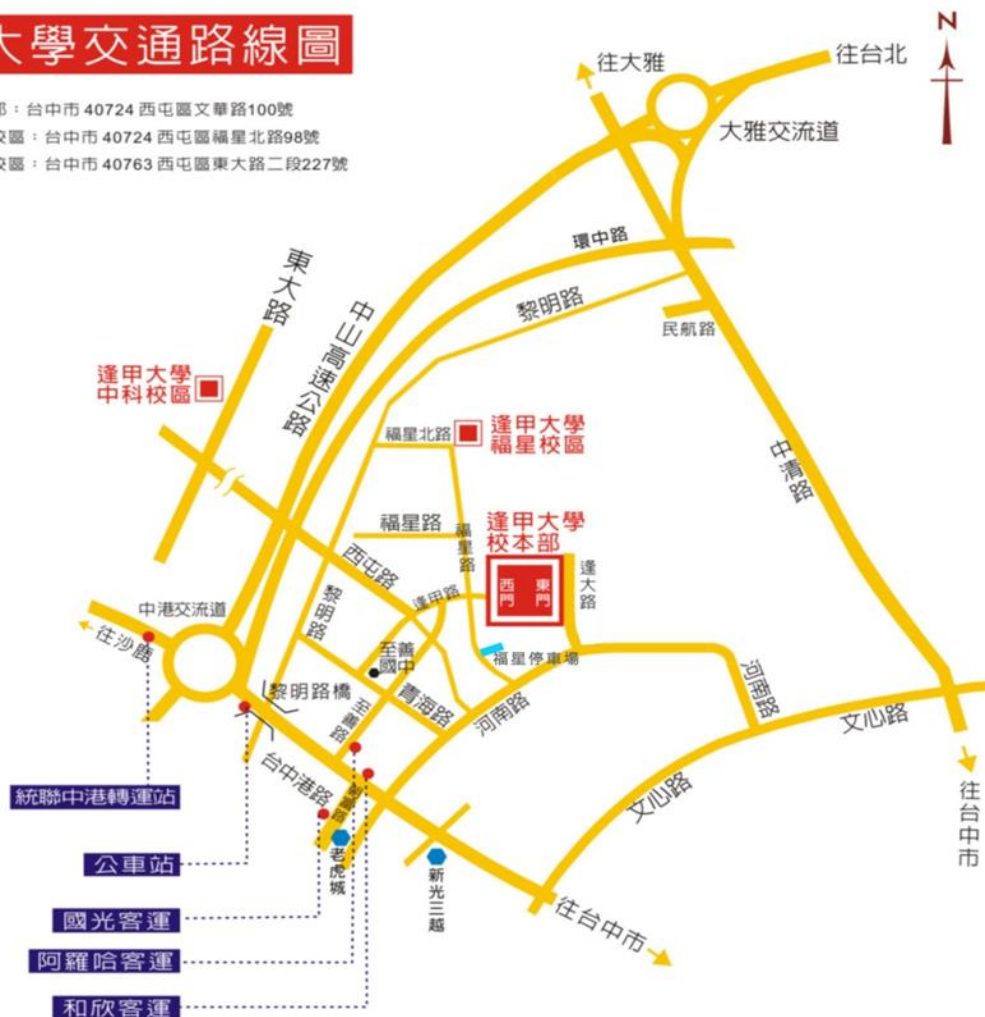 大學交通路線圖
N
往大雅
往台北
大雅交流道
部：台中市 40724 西屯區文華路100號
校區：台中市 40724 西屯區福星北路98號
校區：台中市 40763 西屯區東大路二段227號
環中路
東大路
中山高速公路
黎明路
民航路
逢甲大學
中科校區
福星北路
逢甲大學
福星校區
中清路
福星路
福星路
逢甲大學
校本部
西門
東門
逢大路
西屯路
黎明路
逢甲路
中港交流道
往沙鹿
至善
國中
福星停車場
黎明路橋
至善路
青海路
河南路
河南路
文心路
台中港路
文心路
往台中市
統聯中港轉運站
公車站
老虎城
新光三越
國光客運
往台中市
阿羅哈客運
和欣客運